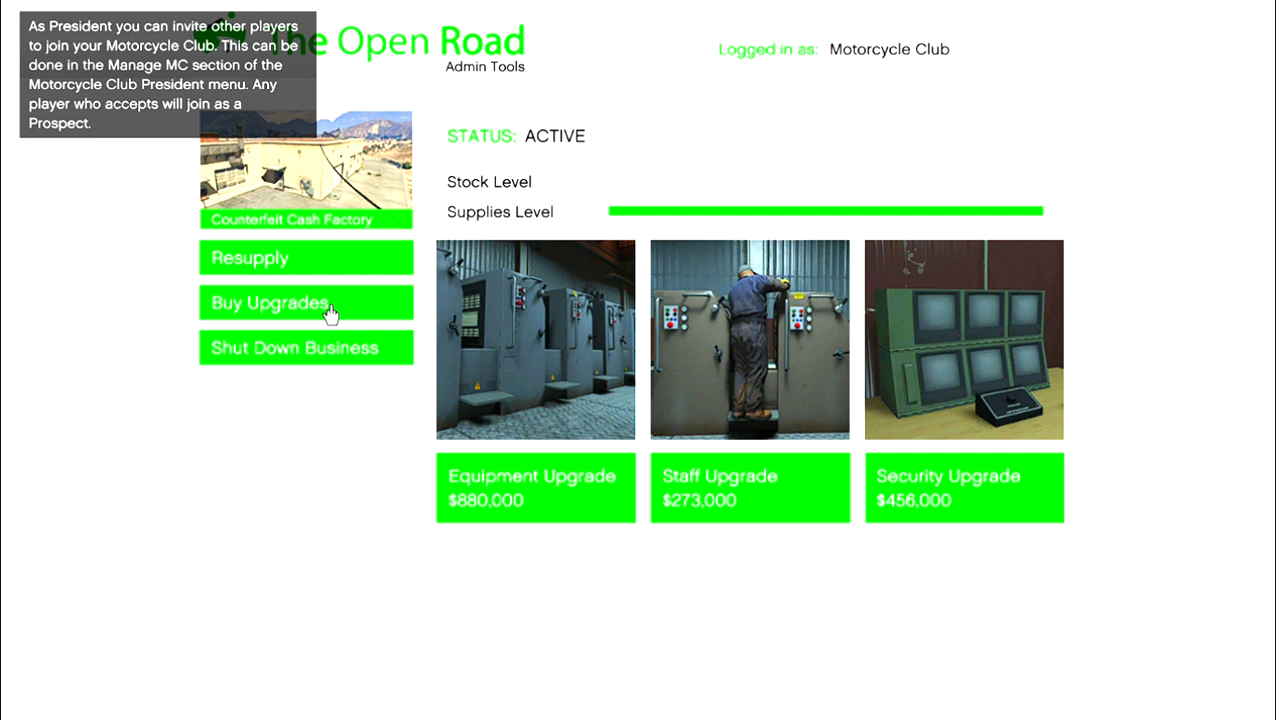 As President you can invite other players
to join your Motorcycle Club. This can be
done in the Manage MC section of the
Motorcycle Club President menu. Any
player who accepts will join as a
Prospect.
The Open Road
Admin Tools
Logged in as: Motorcycle Club
STATUS: ACTIVE
Stock Level
Supplies Level
Counterfeit Cash Factory
Resupply
Buy Upgrades
Shut Down Business
Equipment Upgrade
$880,000
Staff Upgrade
$273,000
Security Upgrade
$456,000